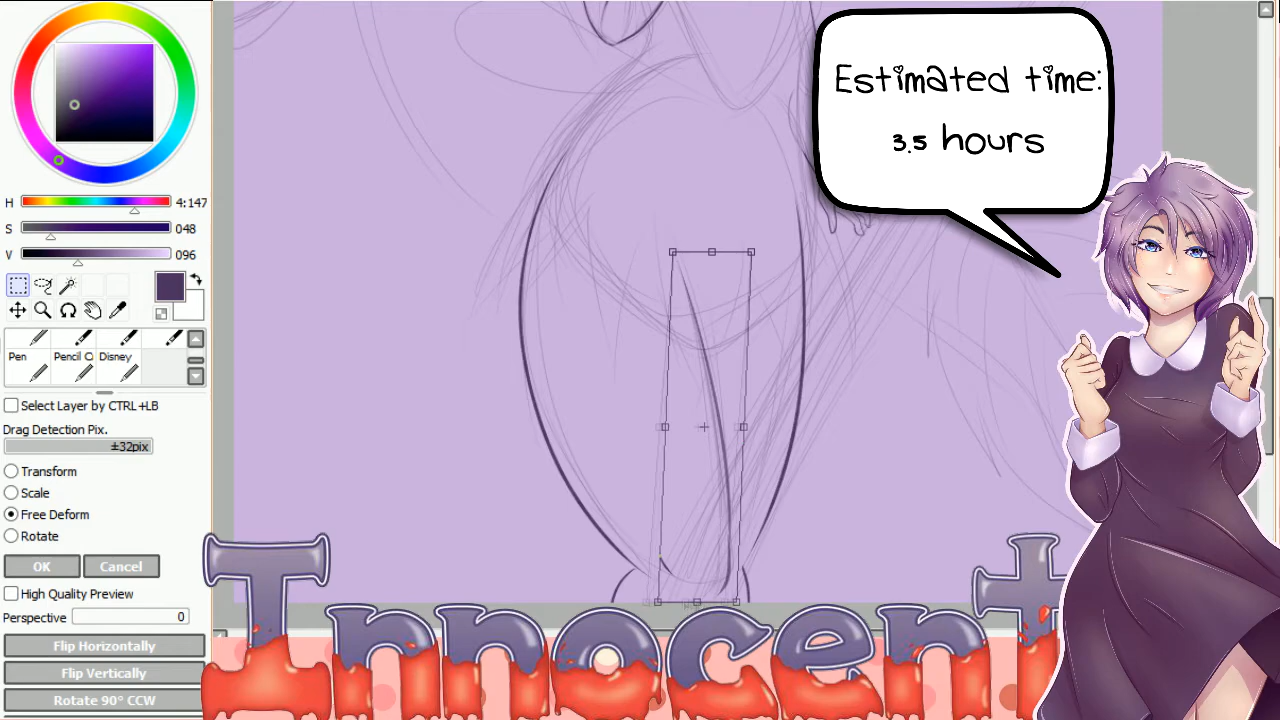 Estimated time:
3.5 hours
H 4:147
S 048
V 096
Pen Pencil O Disney
Select Layer by CTRL+LB
Drag Detection Pix.
±32pix
Transform
Scale
Free Deform
Rotate
OK Cancel
High Quality Preview
Perspective 0
Flip Horizontally
Flip Vertically
Rotate 90° CCW
Innocent